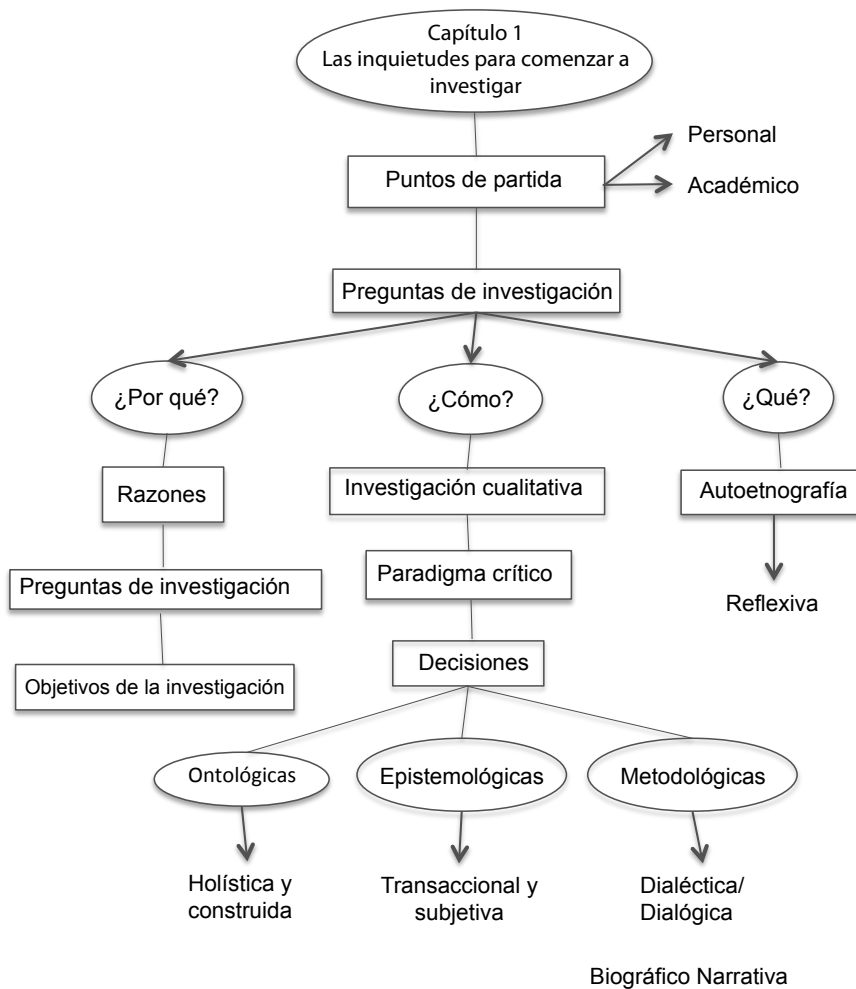 Capítulo 1
Las inquietudes para comenzar a
investigar
Personal
Puntos de partida
Académico
Preguntas de investigación
¿Por qué?
¿Cómo?
¿Qué?
Razones
Investigación cualitativa
Autoetnografía
Preguntas de investigación
Paradigma crítico
Reflexiva
Objetivos de la investigación
Decisiones
Ontológicas
Epistemológicas
Metodológicas
Holística y
construida
Transaccional y
subjetiva
Dialéctica/
Dialógica
Biográfico Narrativa